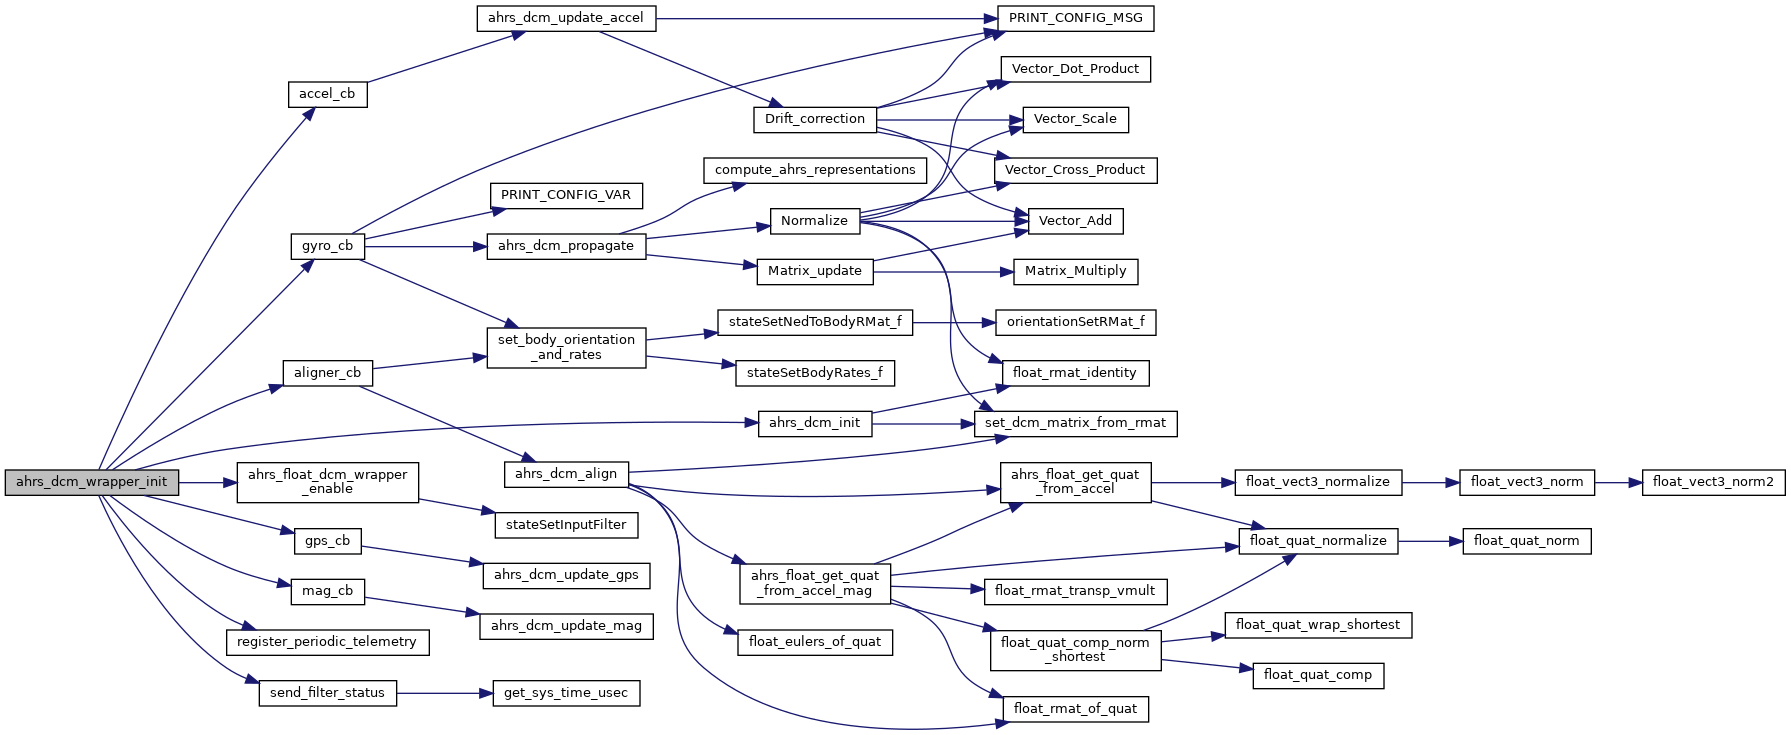 ahrs_dcm_update_accel
PRINT_CONFIG_MSG
Vector_Dot_Product
accel_cb
Drift_correction
Vector_Scale
compute_ahrs_representations
Vector_Cross_Product
PRINT_CONFIG_VAR
Normalize
Vector_Add
gyro_cb
ahrs_dcm_propagate
Matrix_update
Matrix_Multiply
stateSetNedToBodyRMat_f
orientationSetRMat_f
set_body_orientation
_and_rates
aligner_cb
stateSetBodyRates_f
float_rmat_identity
ahrs_dcm_init
set_dcm_matrix_from_rmat
ahrs_dcm_wrapper_init
ahrs_float_dcm_wrapper
_enable
ahrs_dcm_align
ahrs_float_get_quat
_from_accel
float_vect3_normalize
float_vect3_norm
float_vect3_norm2
stateSetInputFilter
gps_cb
float_quat_normalize
float_quat_norm
ahrs_dcm_update_gps
ahrs_float_get_quat
_from_accel_mag
mag_cb
float_rmat_transp_vmult
ahrs_dcm_update_mag
float_quat_wrap_shortest
register_periodic_telemetry
float_eulers_of_quat
float_quat_comp_norm
_shortest
float_quat_comp
send_filter_status
get_sys_time_usec
float_rmat_of_quat